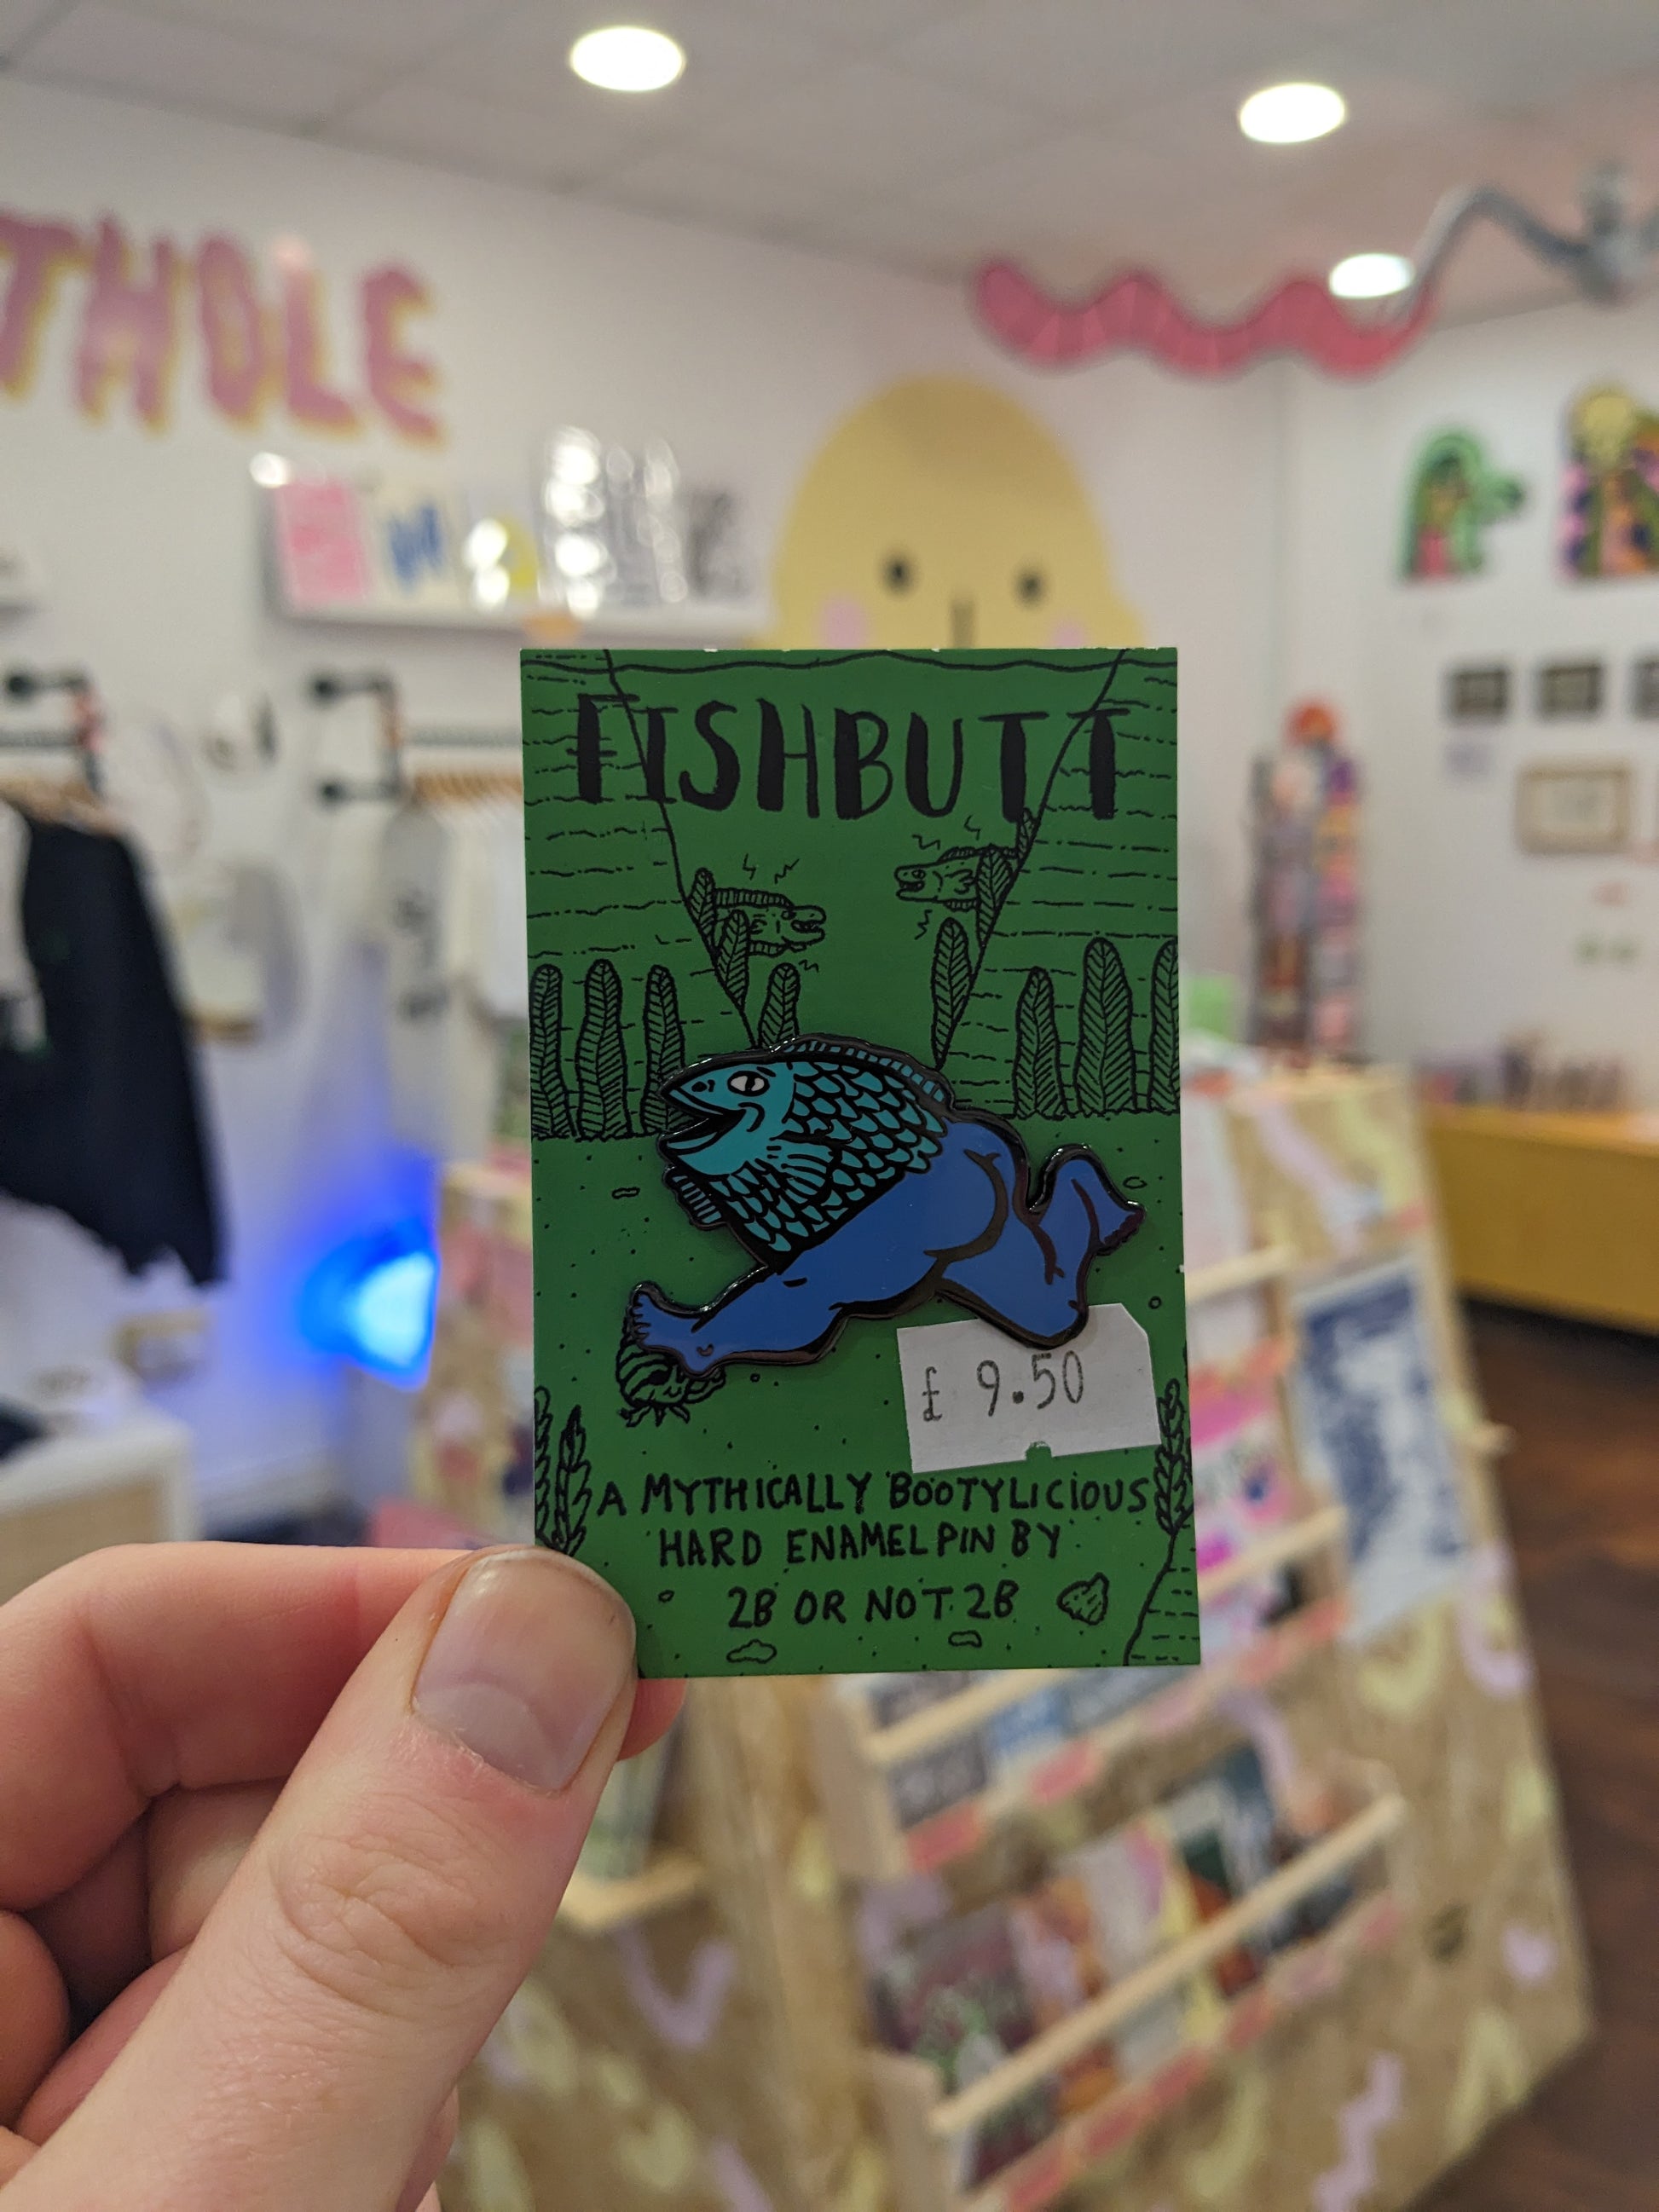 THOLE
FISHBUTT
£ 9.50
A MYTHICALLY BOOTYLICIOUS
HARD ENAMEL PIN BY
2B OR NOT 2B